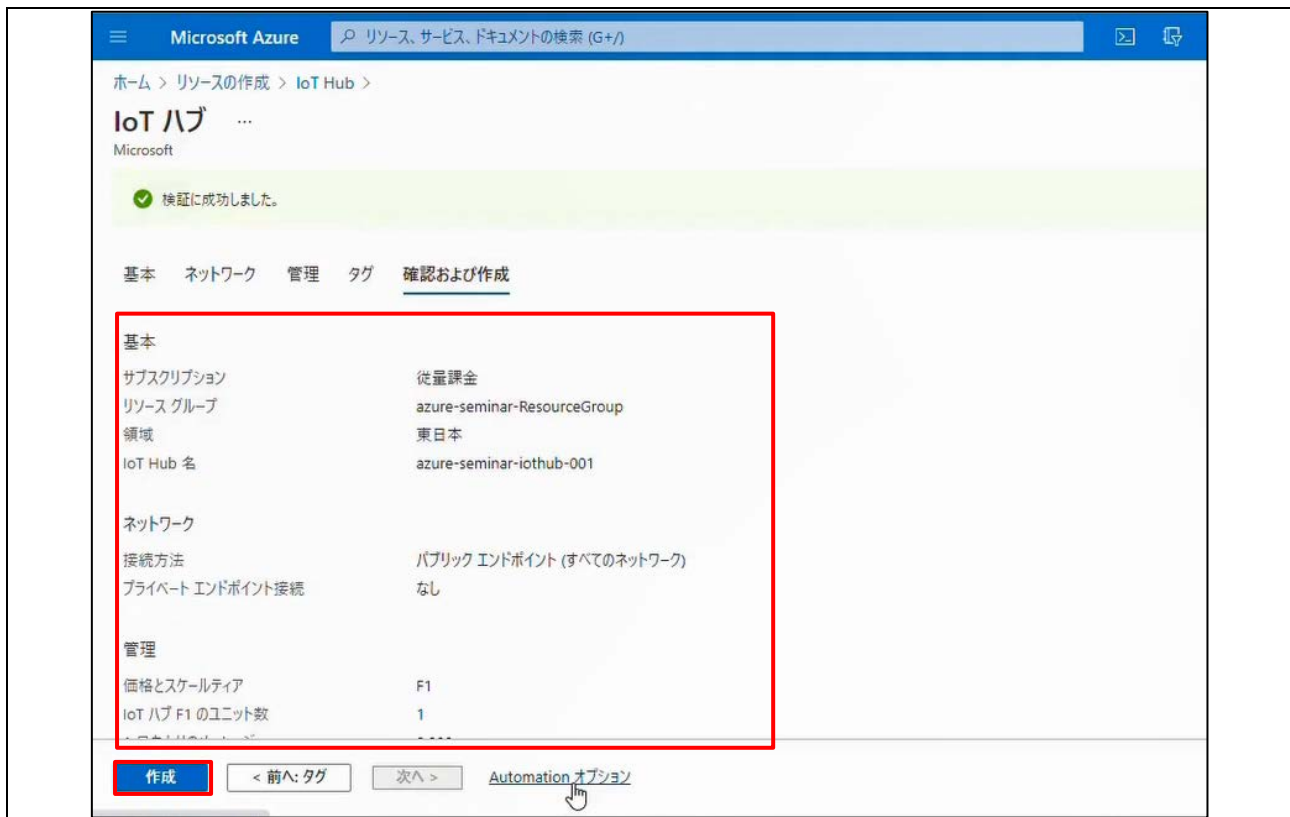 Microsoft Azure
リソース、サービス、ドキュメントの検索 (G+/)
ホーム > リソースの作成 > IoT Hub >
IoT ハブ ...
Microsoft
検証に成功しました。
基本 ネットワーク 管理 タグ 確認および作成
基本
サブスクリプション 従量課金
リソース グループ azure-seminar-ResourceGroup
領域 東日本
IoT Hub 名 azure-seminar-iothub-001
ネットワーク
接続方法 パブリック エンドポイント (すべてのネットワーク)
プライベート エンドポイント接続 なし
管理
価格とスケールティア F1
IoT ハブ F1 のユニット数 1
作成 < 前へ: タグ 次へ > Automation オプション